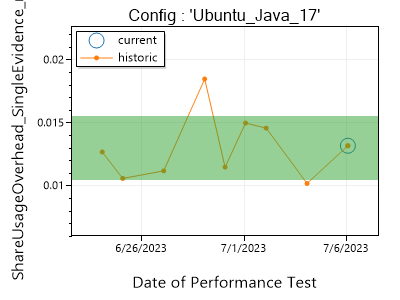 Config : 'Ubuntu_Java_17'
current
historic
0.02
0.015
0.01
ShareUsageOverhead_SingleEvidence_
6/26/2023
7/1/2023
7/6/2023
Date of Performance Test